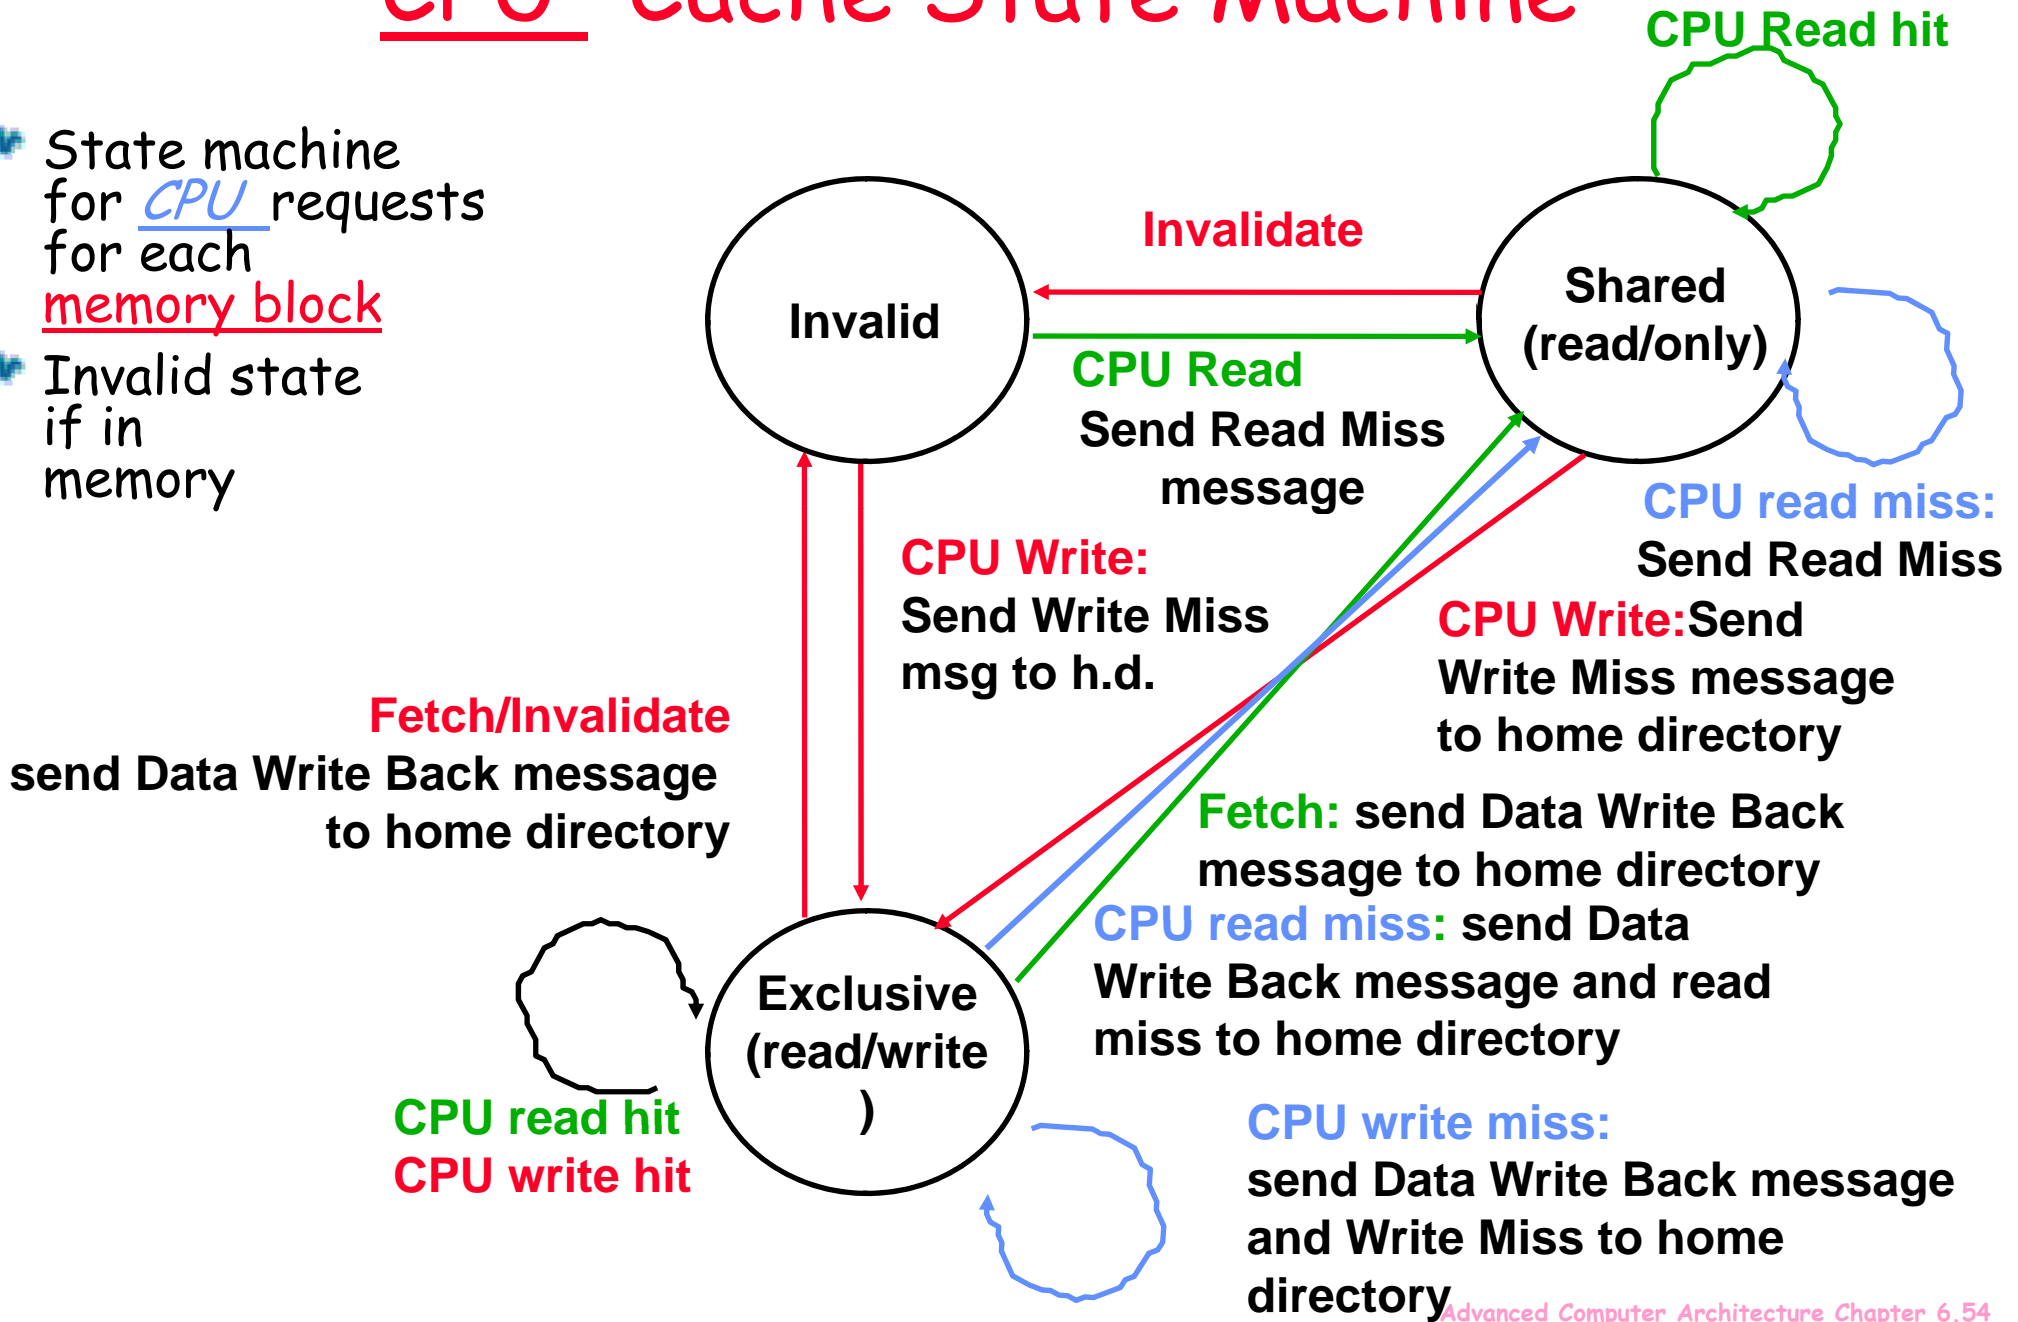 CPU Cache State Machine
State machine
for CPU requests
for each
memory block
Invalid state
if in
memory
CPU Read hit
Invalidate
Invalid
Shared
(read/only)
CPU Read
Send Read Miss
message
CPU read miss:
Send Read Miss
CPU Write:
Send Write Miss
msg to h.d.
CPU Write:Send
Write Miss message
to home directory
Fetch/Invalidate
send Data Write Back message
to home directory
Fetch: send Data Write Back
message to home directory
CPU read miss: send Data
Write Back message and read
miss to home directory
Exclusive
(read/write
)
CPU read hit
CPU write hit
CPU write miss:
send Data Write Back message
and Write Miss to home
directory
Advanced Computer Architecture Chapter 6.54